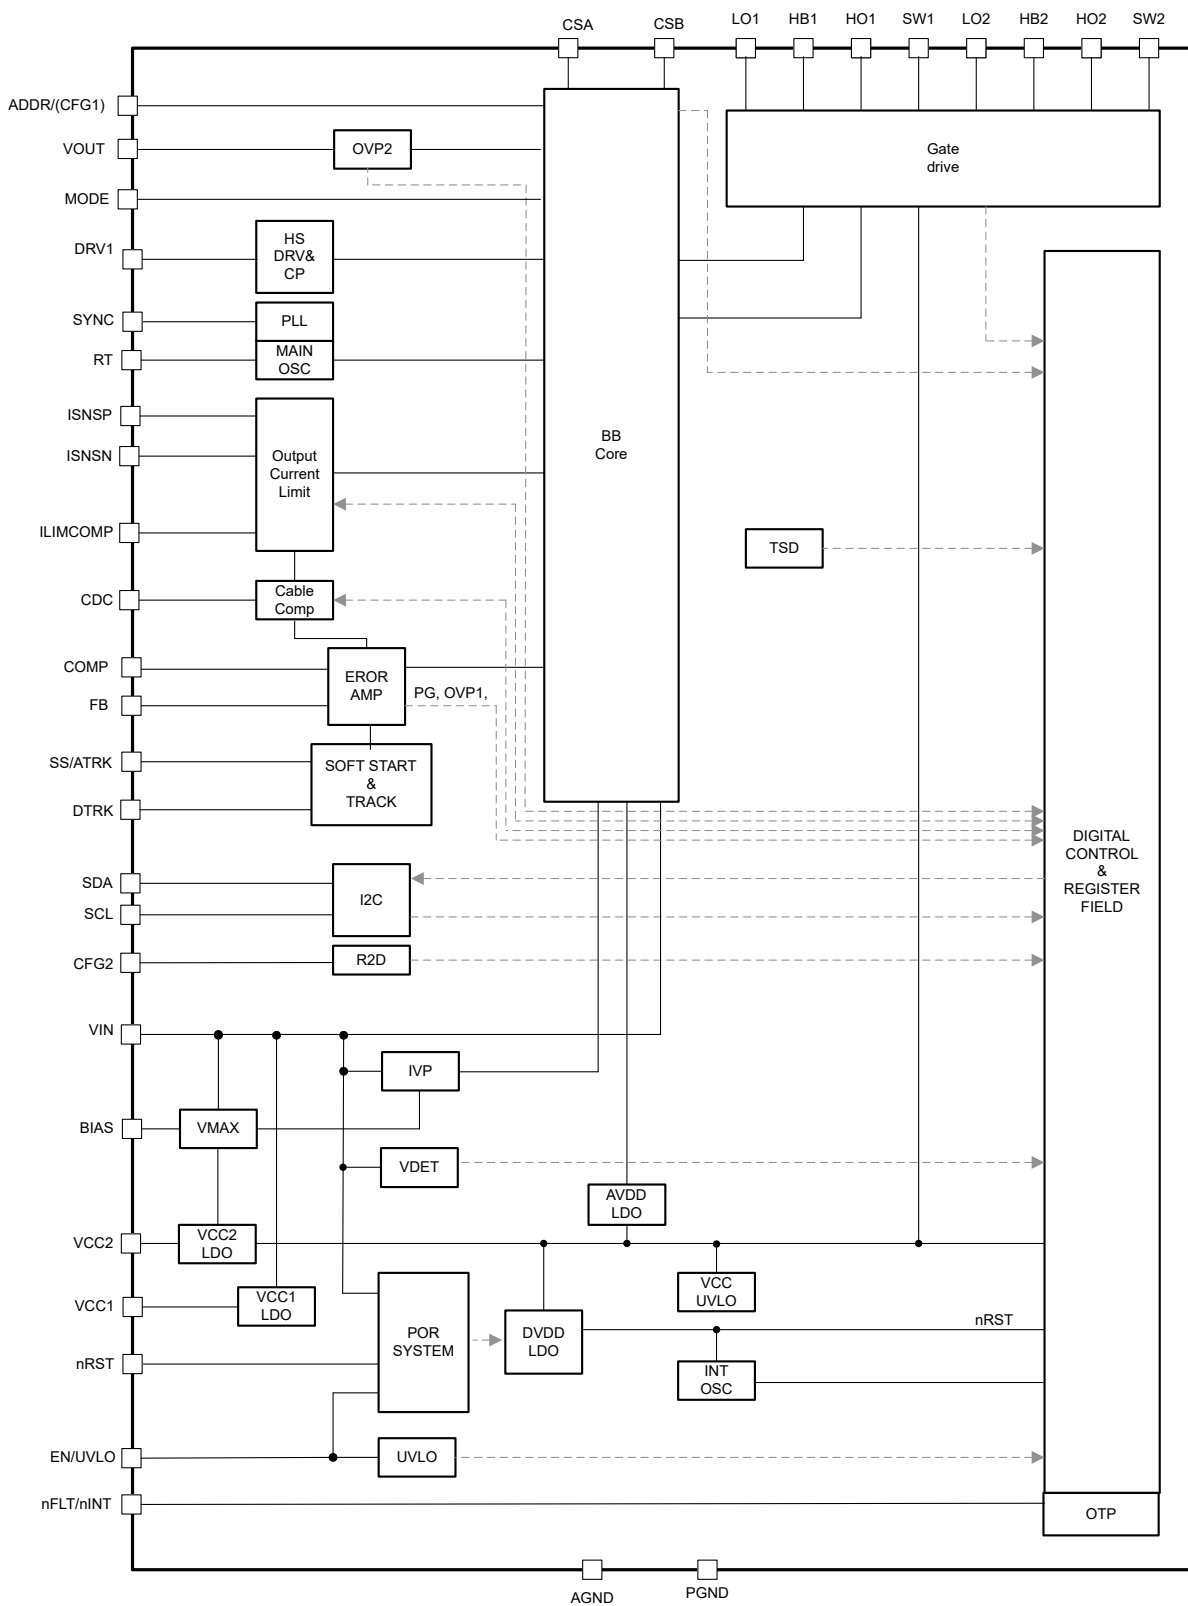 CSA
CSB
LO1
HB1
HO1
SW1
LO2
HB2
HO2
SW2
ADDR/(CFG1)
VOUT
OVP2
Gate
drive
MODE
DRV1
HS
DRV&
CP
SYNC
PLL
RT
MAIN
OSC
ISNSP
ISNSN
Output
Current
Limit
BB
Core
ILIMCOMP
TSD
CDC
Cable
Comp
COMP
EROR
AMP
PG, OVP1,
FB
SS/ATRK
SOFT START
&
TRACK
DTRK
DIGITAL
CONTROL
&
REGISTER
FIELD
SDA
I2C
SCL
CFG2
R2D
VIN
IVP
BIAS
VMAX
VDET
AVDD
LDO
VCC2
VCC2
LDO
VCC1
VCC1
LDO
VCC
UVLO
POR
SYSTEM
DVDD
LDO
nRST
nRST
INT
OSC
EN/UVLO
UVLO
nFLT/nINT
OTP
AGND
PGND